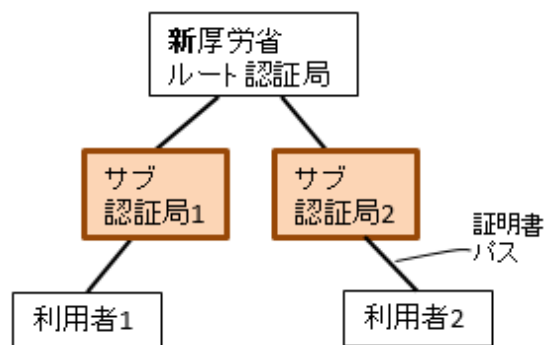 新厚労省
ルート認証局
サブ
認証局1
サブ
認証局2
証明書
パス
利用者1
利用者2